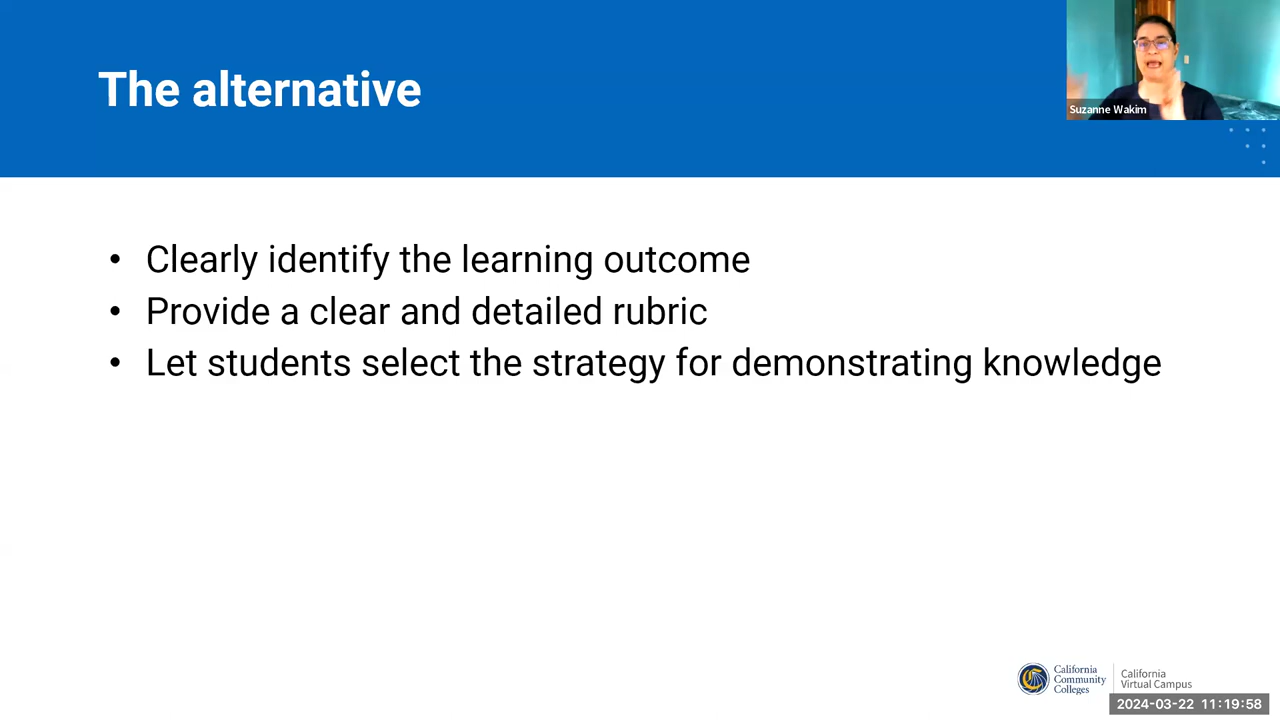 The alternative
Suzanne Wakim
• Clearly identify the learning outcome
• Provide a clear and detailed rubric
• Let students select the strategy for demonstrating knowledge
California
Community
Colleges
California
Virtual Campus
2024-03-22 11:19:58